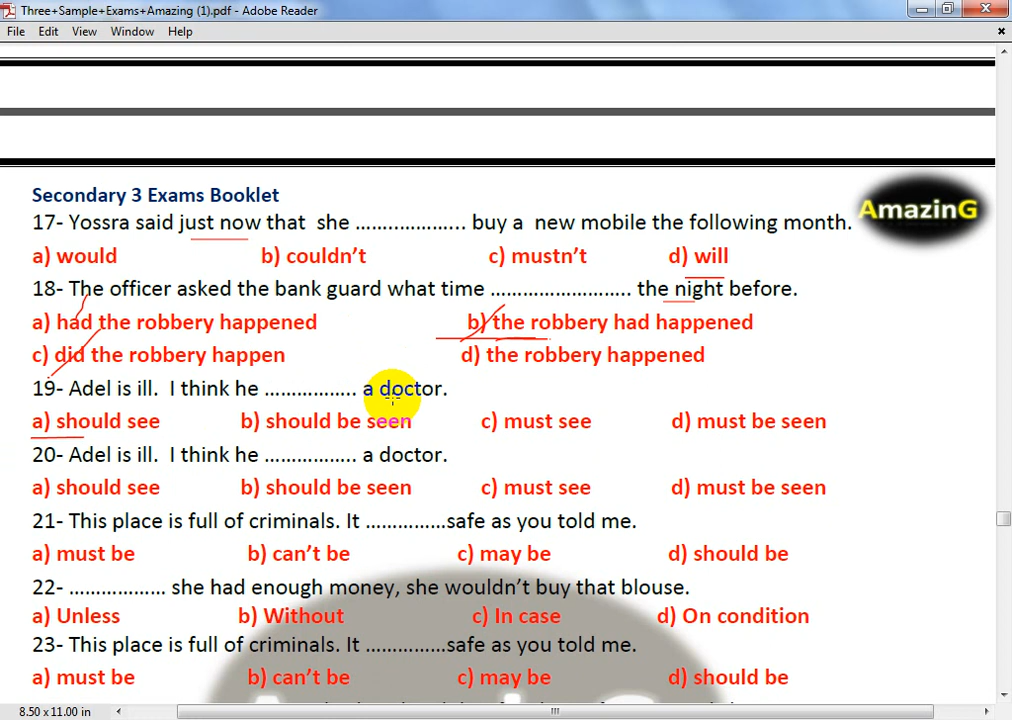 Three+Sample+Exams+Amazing (1).pdf - Adobe Reader
File Edit View Window Help
Secondary 3 Exams Booklet
AmazinG
17- Yossra said just now that she ………………... buy a new mobile the following month.
a) would b) couldn't c) mustn't d) will
18- The officer asked the bank guard what time …………………….. the night before.
a) had the robbery happened b) the robbery had happened
c) did the robbery happen d) the robbery happened
19- Adel is ill. I think he …………….. a doctor.
a) should see b) should be seen c) must see d) must be seen
20- Adel is ill. I think he …………….. a doctor.
a) should see b) should be seen c) must see d) must be seen
21- This place is full of criminals. It …………..safe as you told me.
a) must be b) can't be c) may be d) should be
22- ……………… she had enough money, she wouldn't buy that blouse.
a) Unless b) Without c) In case d) On condition
23- This place is full of criminals. It …………..safe as you told me.
a) must be b) can't be c) may be d) should be
8.50 x 11.00 in